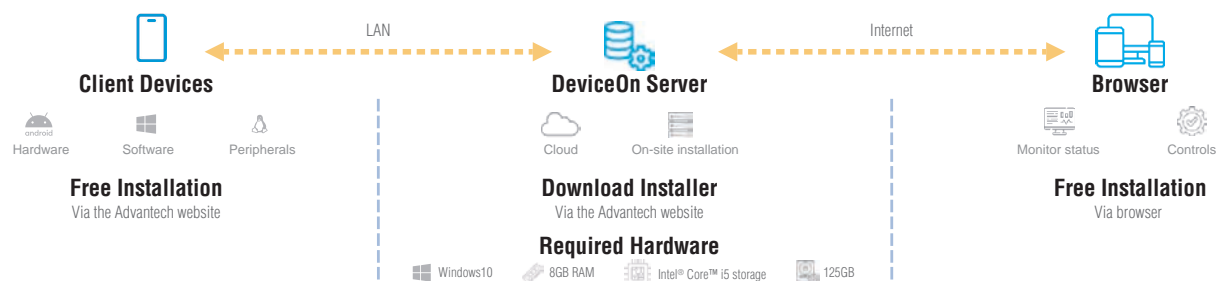 LAN
Internet
Client Devices
DeviceOn Server
Browser
android
Hardware
Software
Peripherals
Cloud
On-site installation
Monitor status
Controls
Free Installation
Via the Advantech website
Download Installer
Via the Advantech website
Free Installation
Via browser
Required Hardware
Windows10
8GB RAM
Intel® Core™ i5 storage
125GB